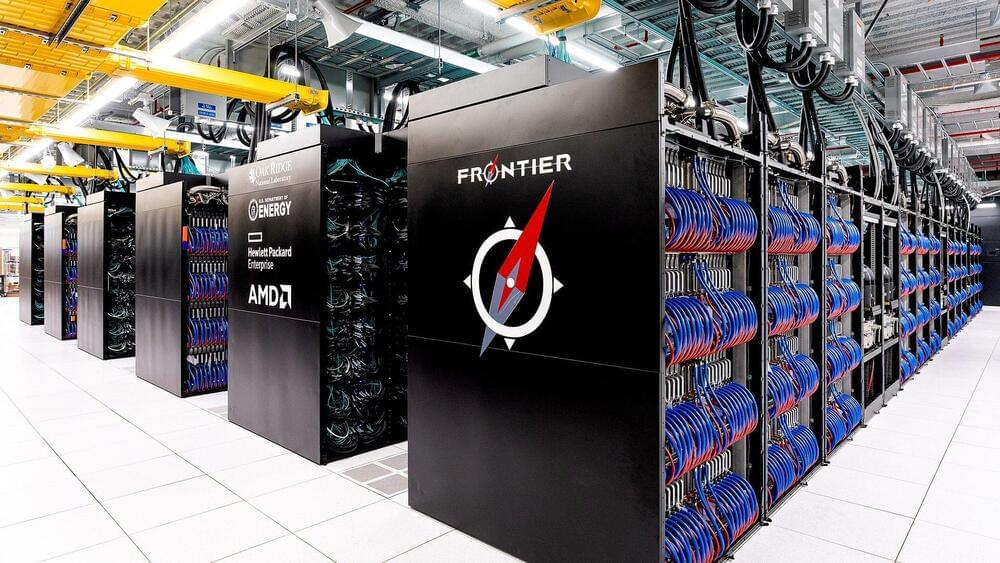 OAK RIDGE
National Laboratory
U.S. DEPARTMENT OF
ENERGY
Hewlett Packard
Enterprise
AMD
FRONTIER